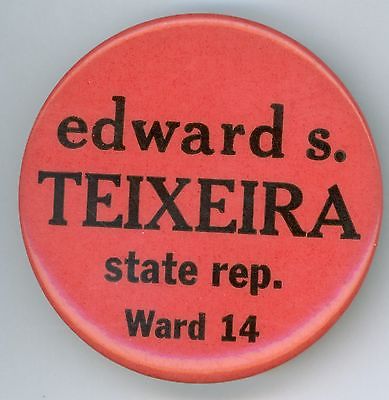 edward s.
TEIXEIRA
state rep.
Ward 14